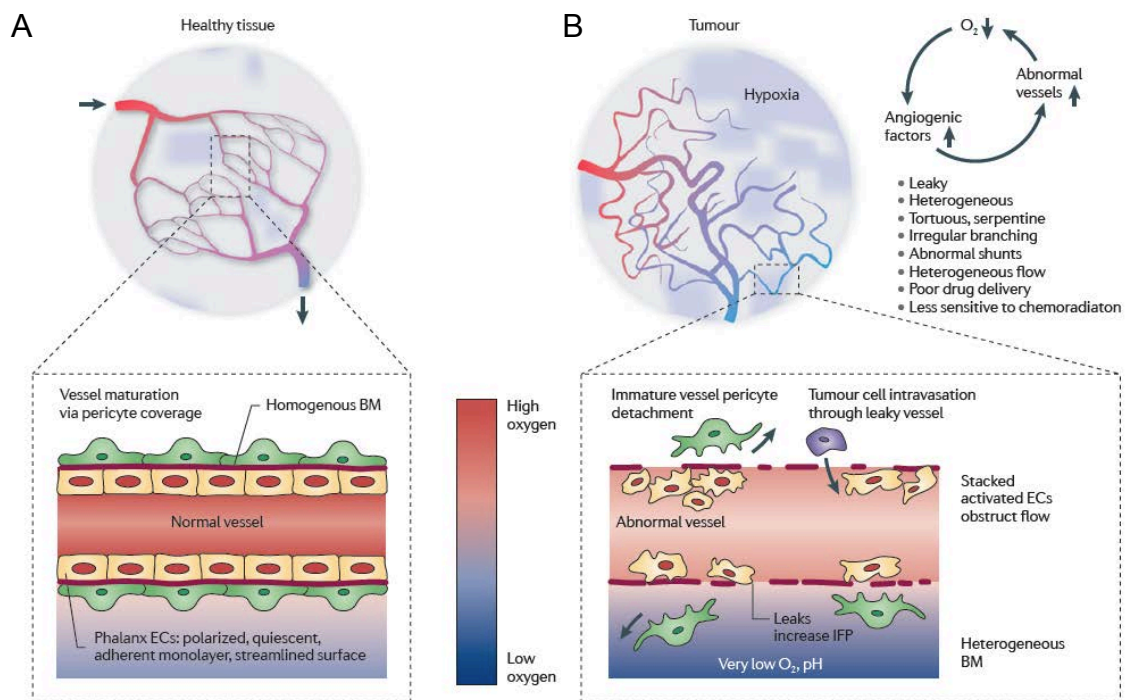 A
Healthy tissue
B
Tumour
Hypoxia
O₂
Abnormal
vessels
Angiogenic
factors
• Leaky
• Heterogeneous
• Tortuous, serpentine
• Irregular branching
• Abnormal shunts
• Heterogeneous flow
• Poor drug delivery
• Less sensitive to chemoradiaton
Vessel maturation
via pericyte coverage
Homogenous BM
Normal vessel
Phalanx ECs: polarized, quiescent,
adherent monolayer, streamlined surface
High
oxygen
Low
oxygen
Immature vessel pericyte
detachment
Tumour cell intravasation
through leaky vessel
Abnormal vessel
Stacked
activated ECs
obstruct flow
Leaks
increase IFP
Very low O₂, pH
Heterogeneous
BM